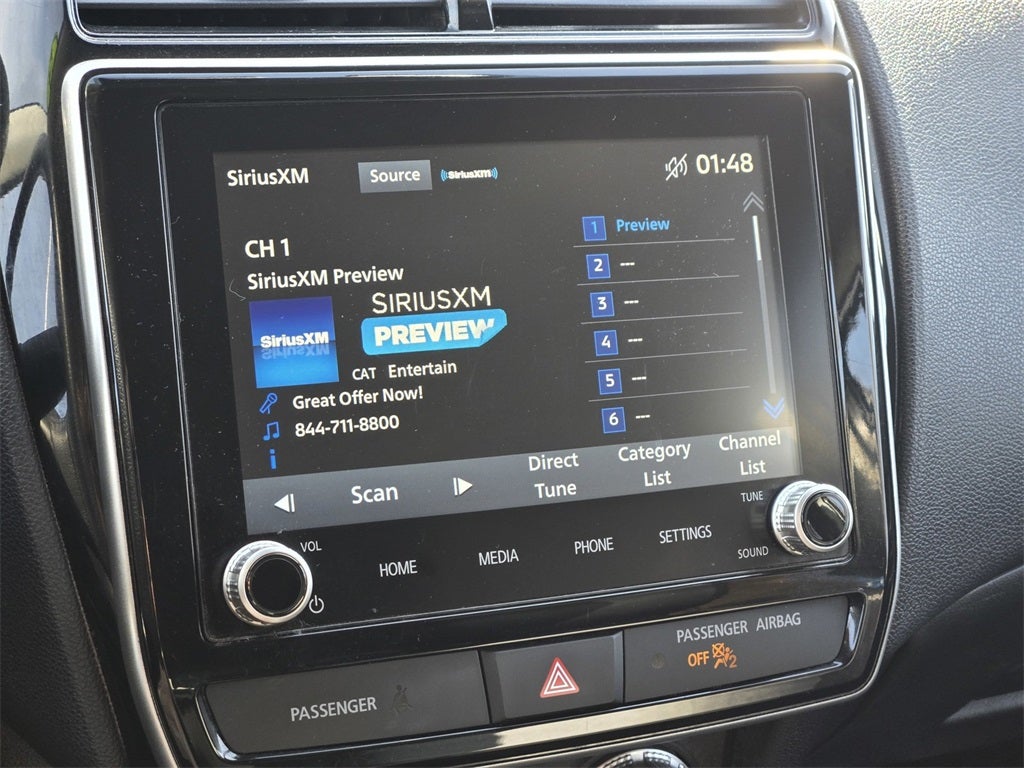 SiriusXM Source SiriusXM 01:48
CH 1
SiriusXM Preview
SiriusXM
SIRIUSXM
PREVIEW
CAT Entertain
Great Offer Now!
844-711-8800
i
1 Preview
2 ---
3 ---
4 ---
5 ---
6 ---
Scan
Direct
Tune
Category
List
Channel
List
VOL
HOME
MEDIA
PHONE
SETTINGS
TUNE
SOUND
PASSENGER
PASSENGER AIRBAG
OFF 2